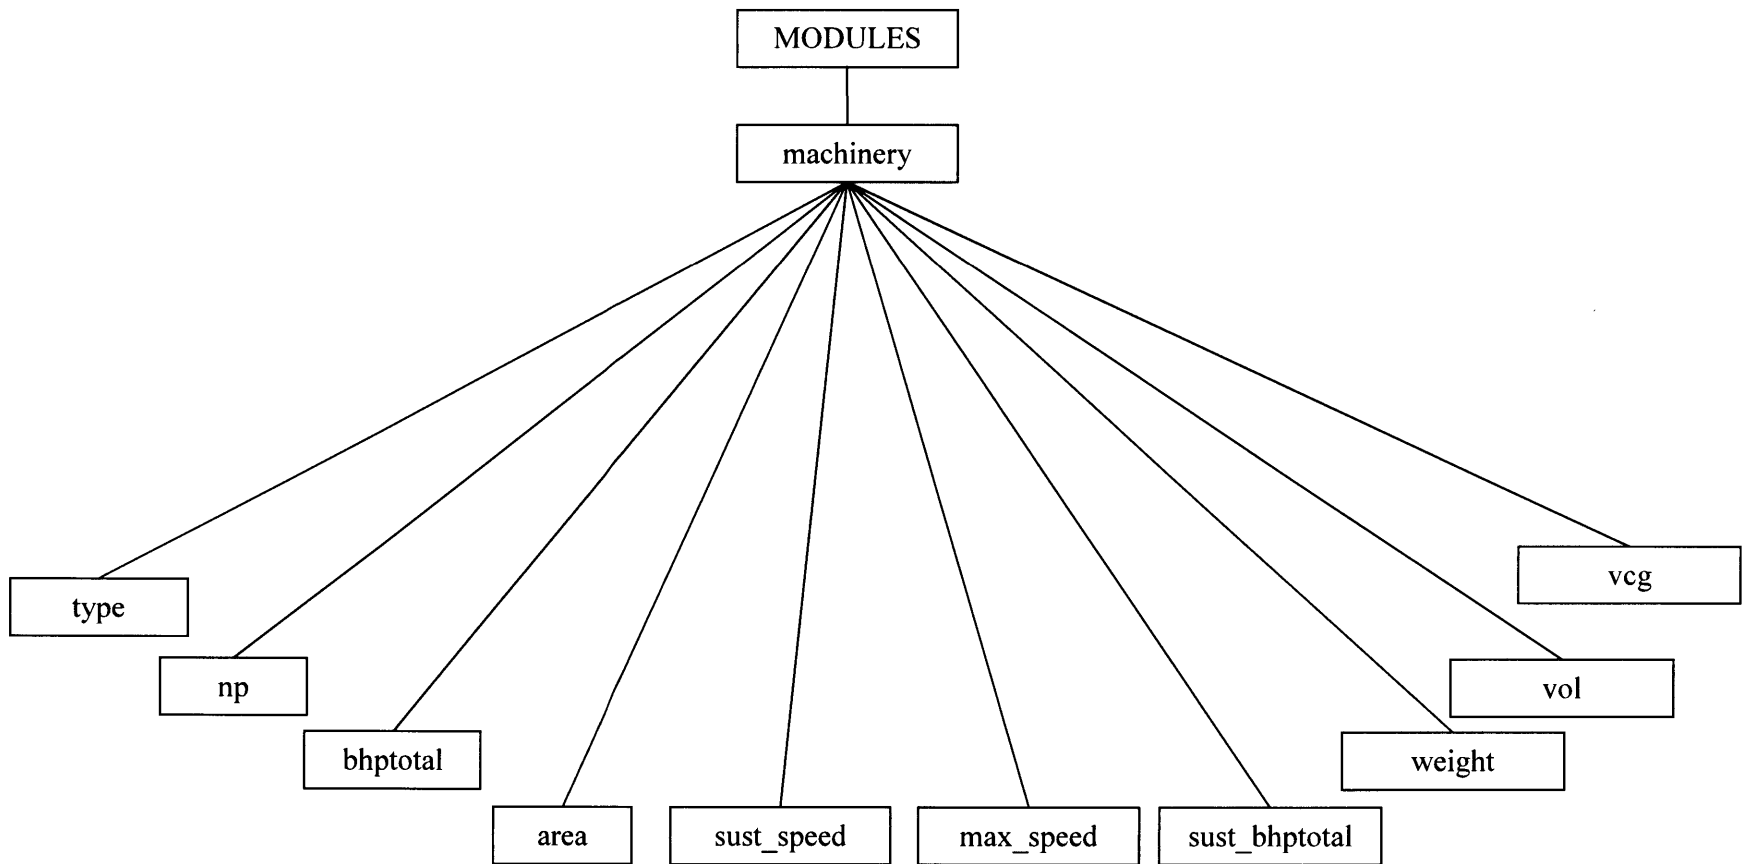 MODULES
machinery
type
np
bhptotal
area
sust_speed
max_speed
sust_bhptotal
weight
vol
vcg